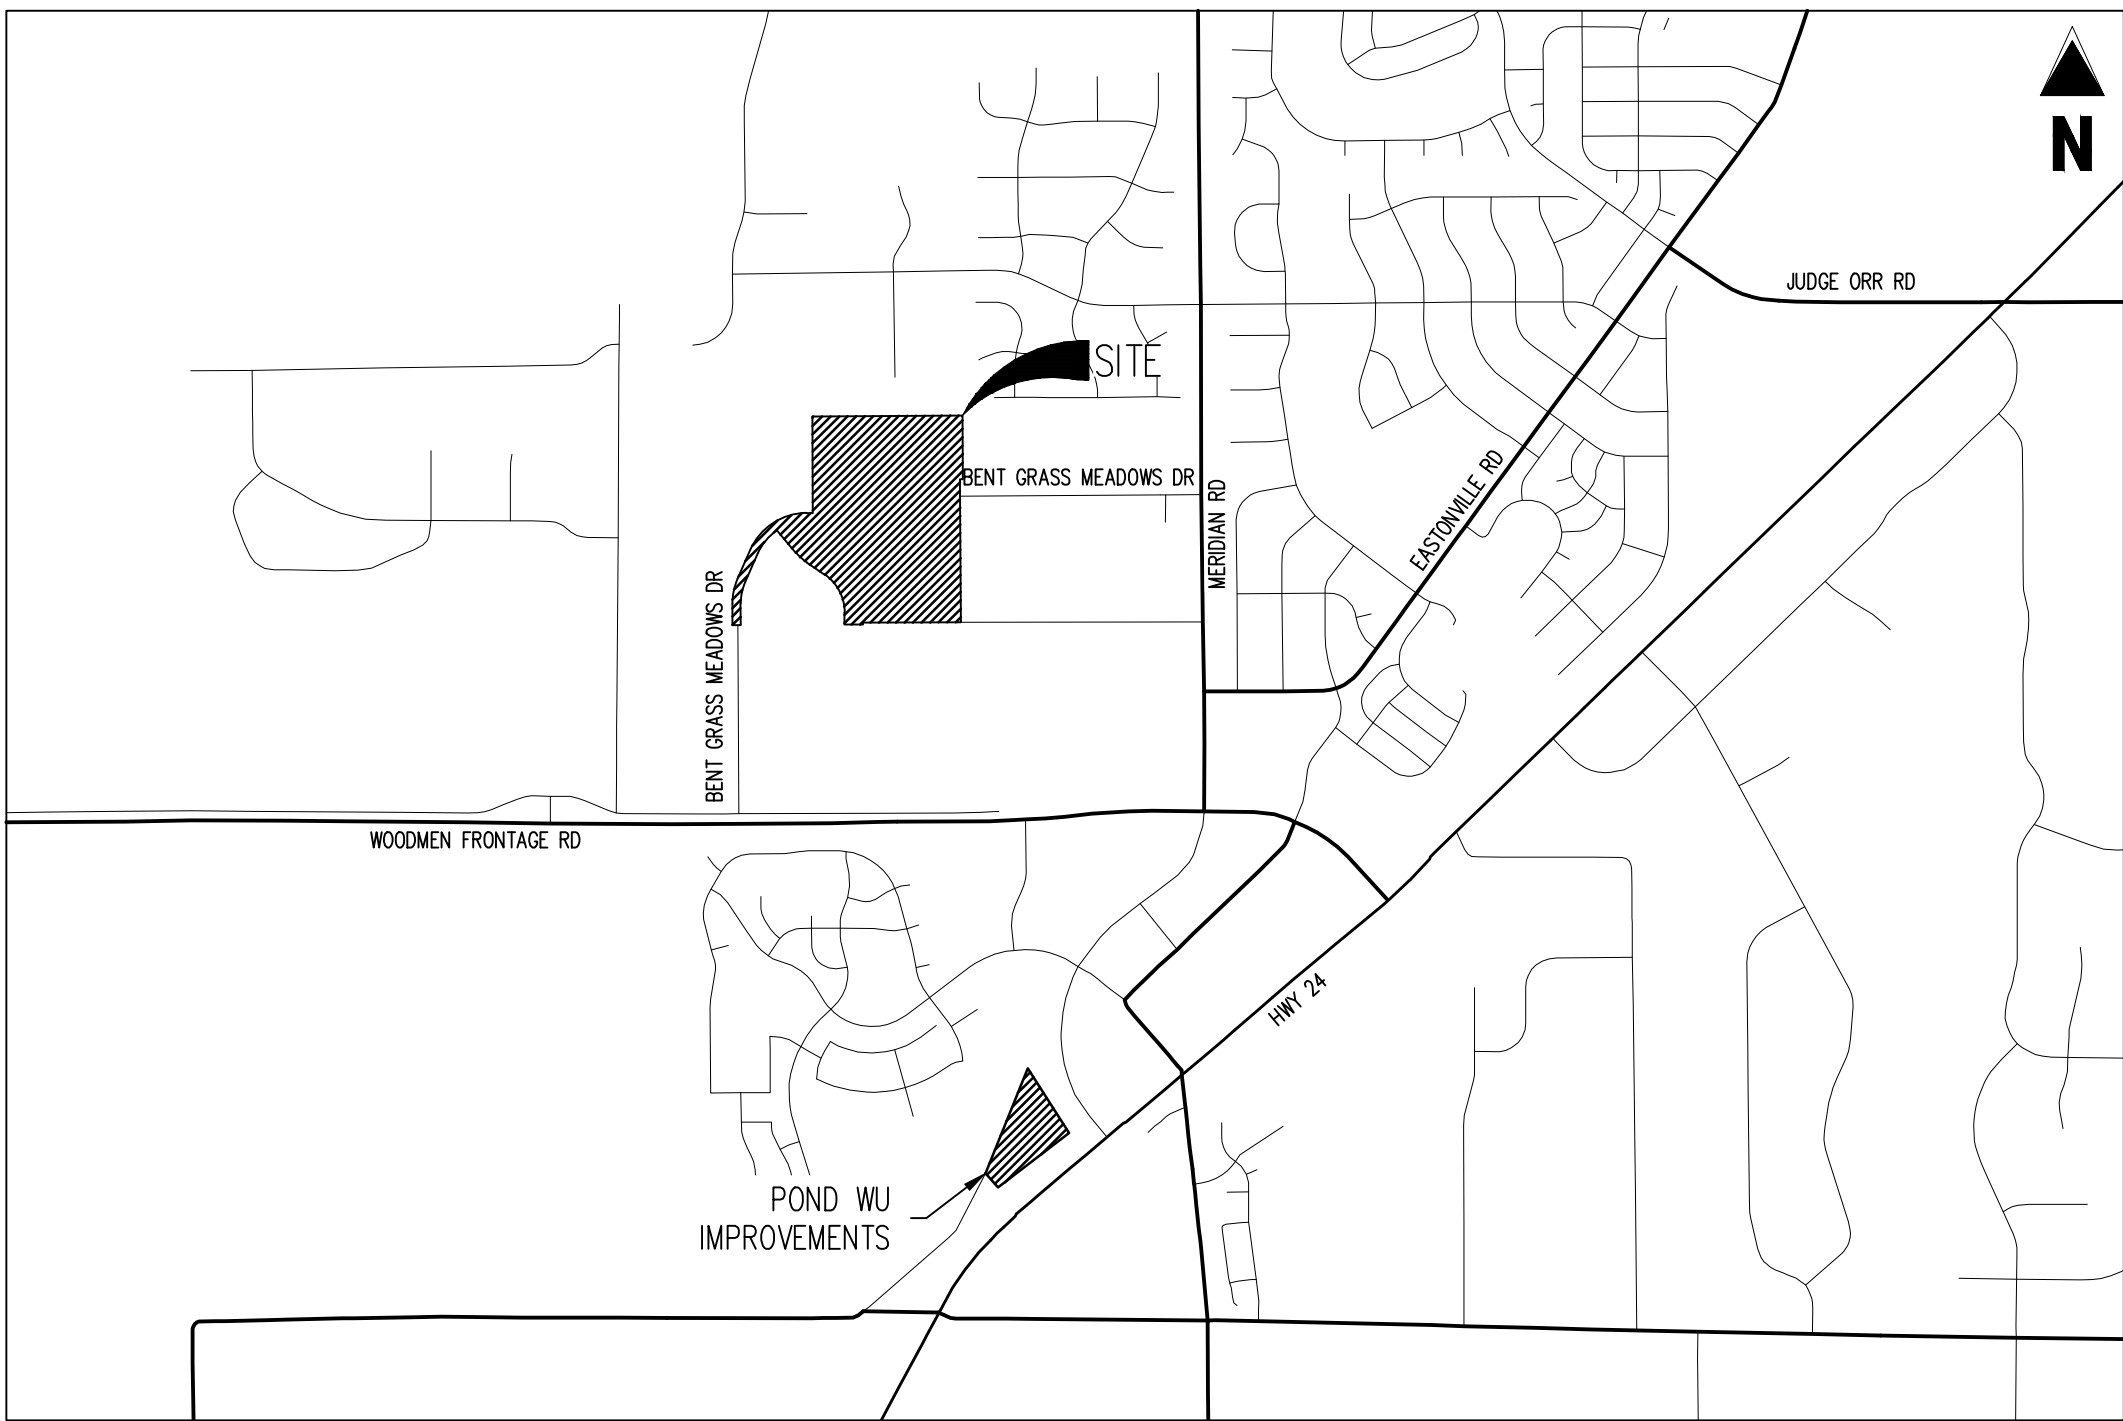 N
JUDGE ORR RD
SITE
BENT GRASS MEADOWS DR
MERIDIAN RD
EASTONVILLE RD
BENT GRASS MEADOWS DR
WOODMEN FRONTAGE RD
HWY 24
POND WU
IMPROVEMENTS